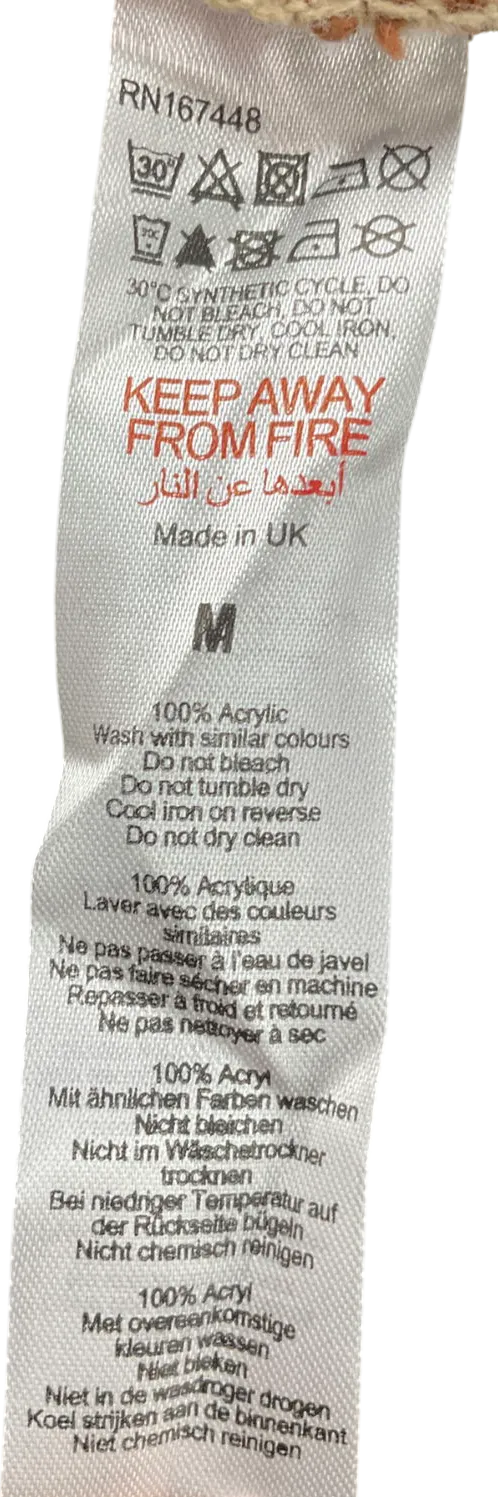 RN167448
30°
30C
30°C SYNTHETIC CYCLE, DO
NOT BLEACH, DO NOT
TUMBLE DRY, COOL IRON,
DO NOT DRY CLEAN
KEEP AWAY
FROM FIRE
أبعدها عن النار
Made in UK
M
100% Acrylic
Wash with similar colours
Do not bleach
Do not tumble dry
Cool iron on reverse
Do not dry clean
100% Acrylique
Laver avec des couleurs
similaires
Ne pas passer à l'eau de javel
Ne pas faire sécher en machine
Repasser à froid et retourné
Ne pas nettoyer à sec
100% Acryl
Mit ähnlichen Farben waschen
Nicht bleichen
Nicht im Wäschetrockner
trocknen
Bei niedriger Temperatur auf
der Rückseite bügeln
Nicht chemisch reinigen
100% Acryl
Met overeenkomstige
kleuren wassen
Niet bleken
Niet in de wasdroger drogen
Koel strijken aan de binnenkant
Niet chemisch reinigen